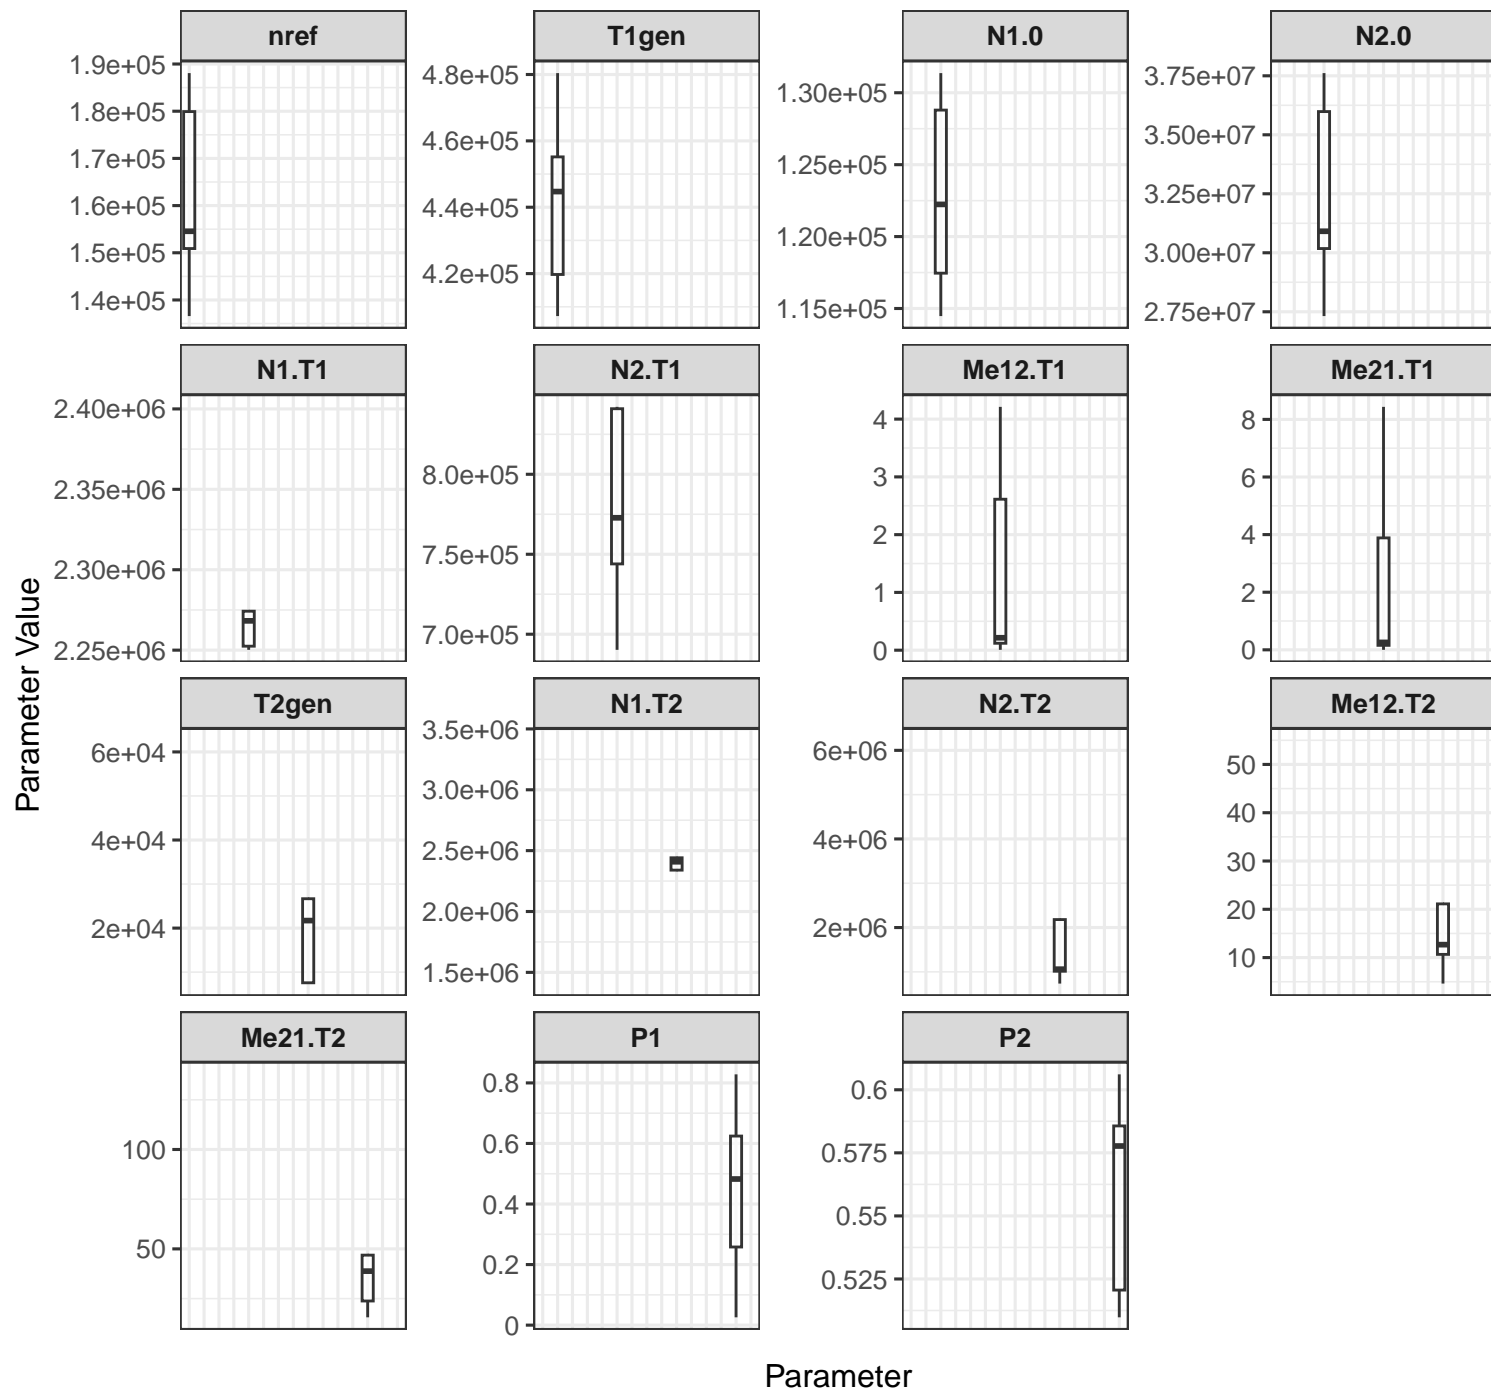 nref
T1gen
N1.0
N2.0
1.9e+05
1.8e+05
1.7e+05
1.6e+05
1.5e+05
1.4e+05
4.8e+05
4.6e+05
4.4e+05
4.2e+05
1.30e+05
1.25e+05
1.20e+05
1.15e+05
3.75e+07
3.50e+07
3.25e+07
3.00e+07
2.75e+07
N1.T1
N2.T1
Me12.T1
Me21.T1
2.40e+06
2.35e+06
2.30e+06
2.25e+06
8.0e+05
7.5e+05
7.0e+05
4
3
2
1
0
8
6
4
2
0
T2gen
N1.T2
N2.T2
Me12.T2
6e+04
4e+04
2e+04
3.5e+06
3.0e+06
2.5e+06
2.0e+06
1.5e+06
6e+06
4e+06
2e+06
50
40
30
20
10
Me21.T2
P1
P2
100
50
0.8
0.6
0.4
0.2
0
0.6
0.575
0.55
0.525
Parameter Value
Parameter